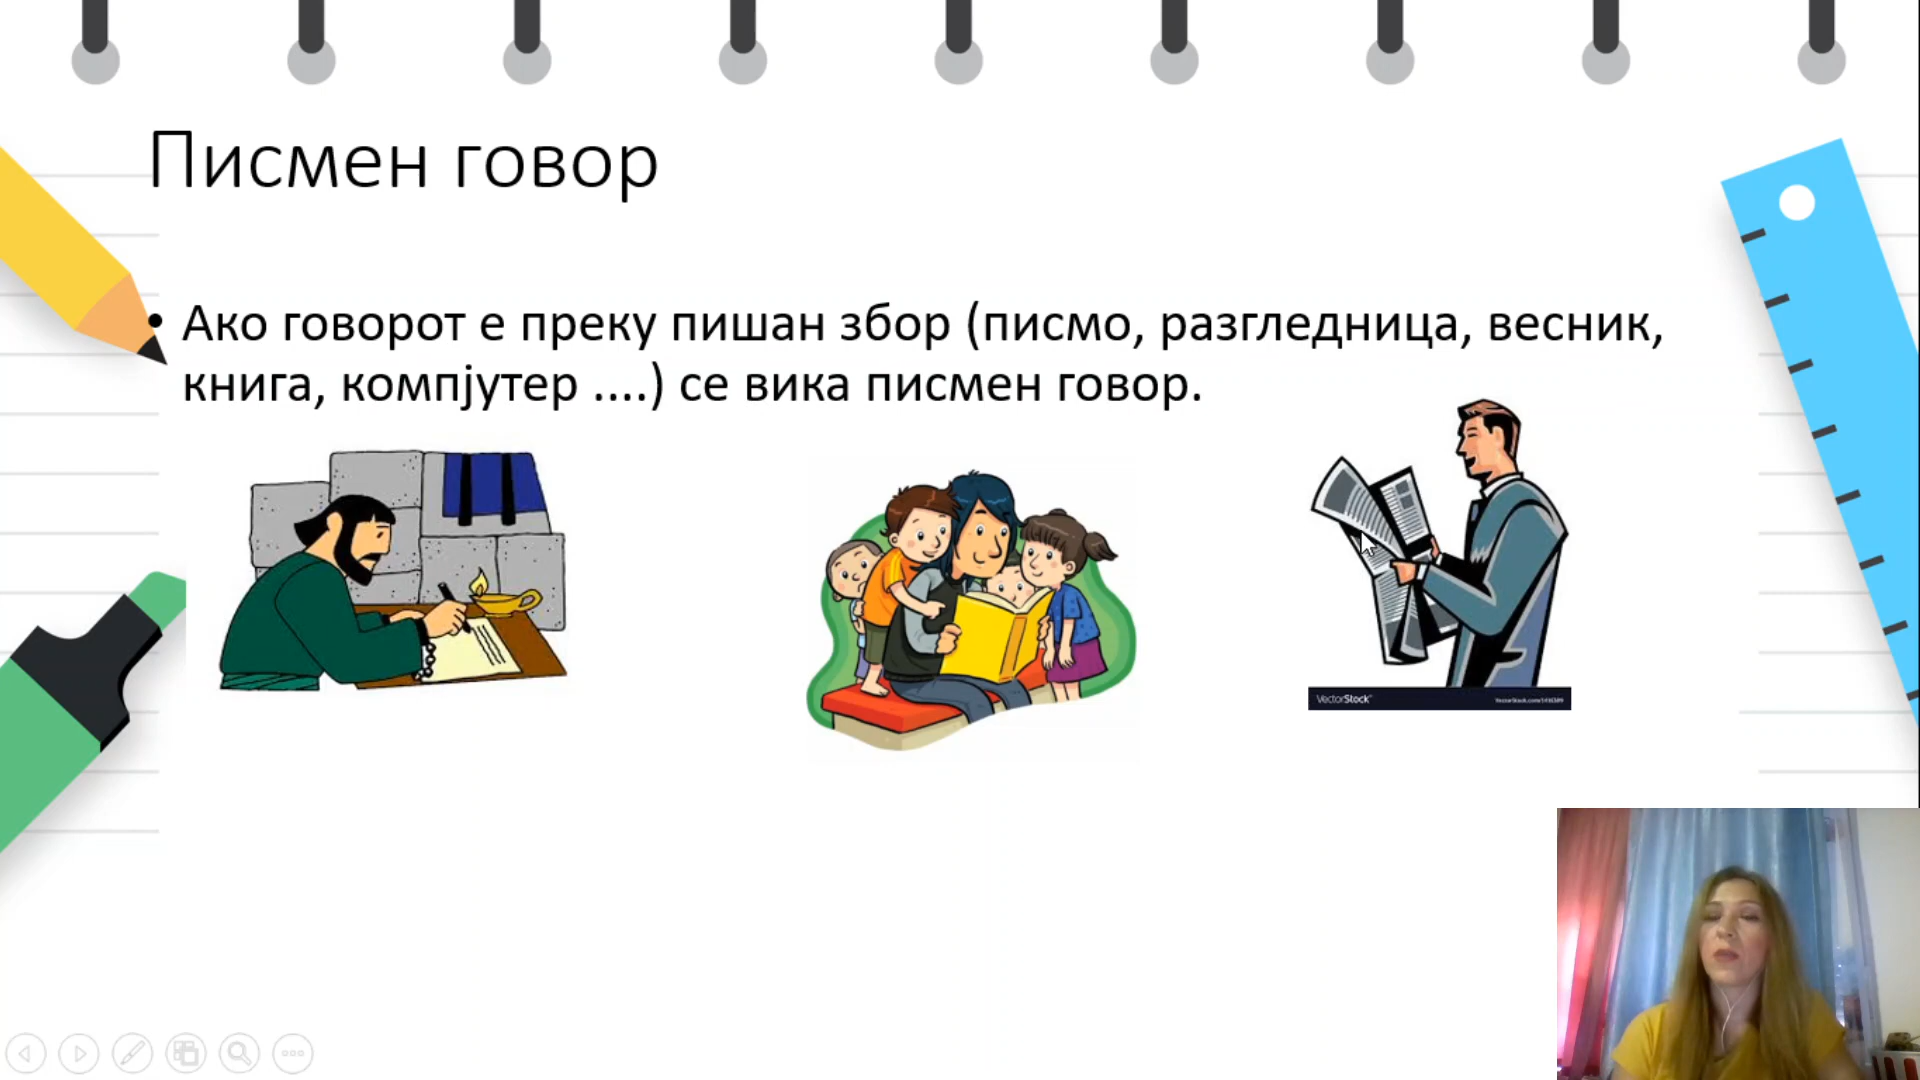 Писмен говор
• Ако говорот е преку пишан збор (писмо, разгледница, весник,
книга, компјутер ....) се вика писмен говор.
VectorStock